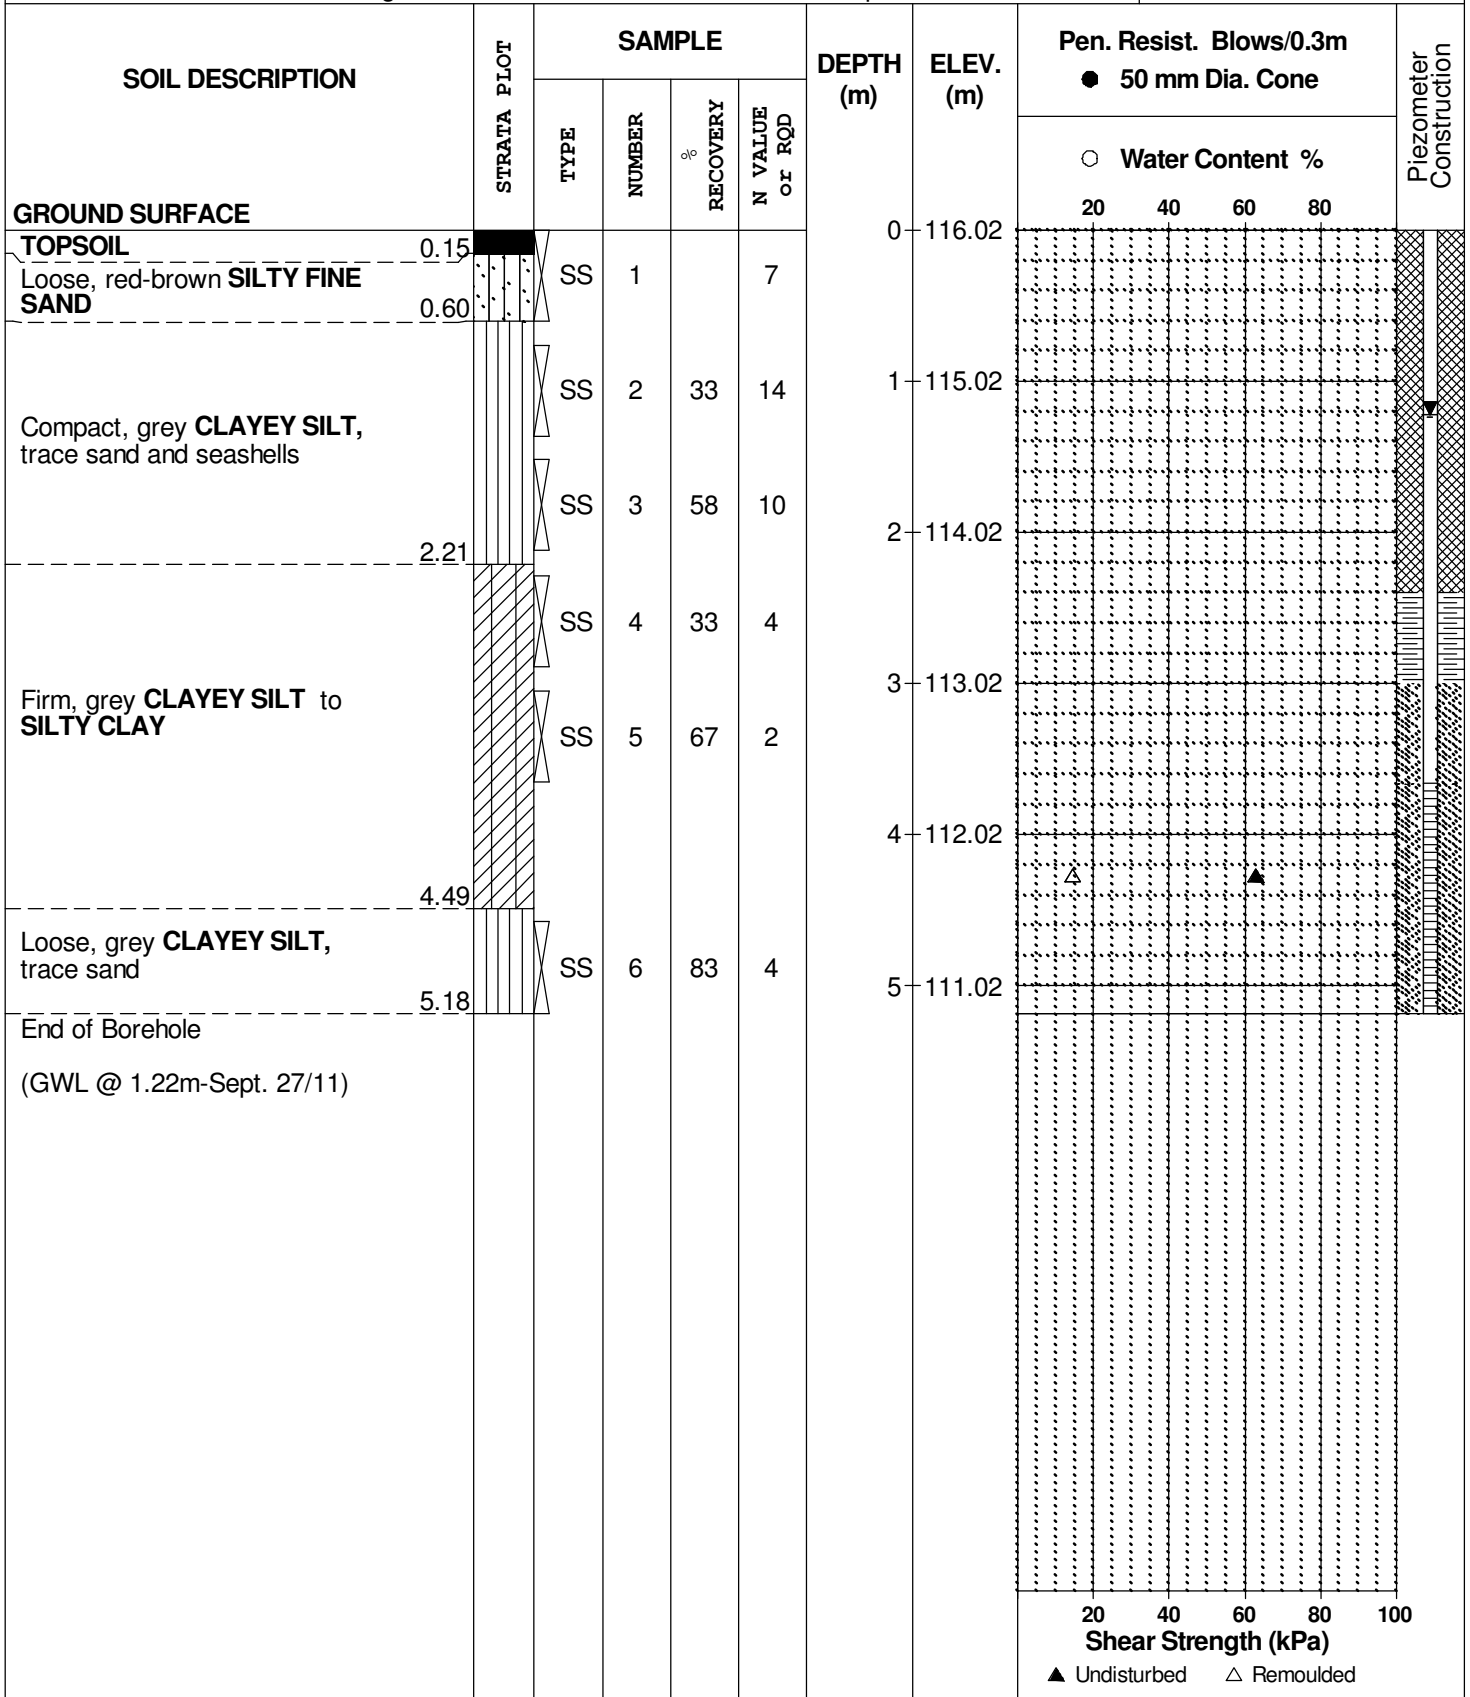 SOIL DESCRIPTION
STRATA PLOT
SAMPLE
TYPE
NUMBER
% RECOVERY
N VALUE or RQD
DEPTH (m)
ELEV. (m)
Pen. Resist. Blows/0.3m
● 50 mm Dia. Cone
○ Water Content %
Piezometer Construction
20 40 60 80
GROUND SURFACE
0 116.02
TOPSOIL 0.15
Loose, red-brown SILTY FINE
SAND 0.60
SS 1 7
SS 2 33 14
1 115.02
Compact, grey CLAYEY SILT,
trace sand and seashells
SS 3 58 10
2 114.02
2.21
SS 4 33 4
3 113.02
Firm, grey CLAYEY SILT to
SILTY CLAY
SS 5 67 2
4 112.02
4.49
Loose, grey CLAYEY SILT,
trace sand
SS 6 83 4
5 111.02
5.18
End of Borehole
(GWL @ 1.22m-Sept. 27/11)
20 40 60 80 100
Shear Strength (kPa)
▲ Undisturbed △ Remoulded